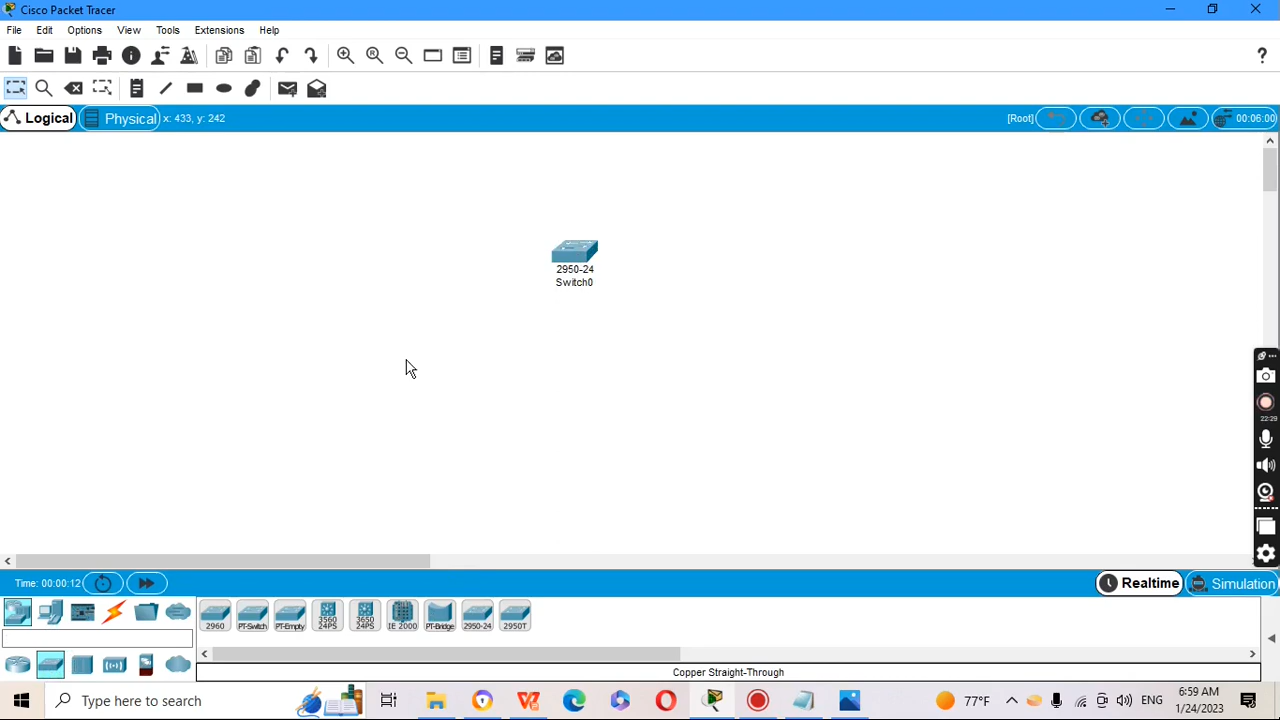 Cisco Packet Tracer
File Edit Options View Tools Extensions Help
Logical Physical x: 433, y: 242 [Root] 00:06:00
2950-24
Switch0
22:29
Time: 00:00:12 Realtime Simulation
2960 PT-Switch PT-Empty 3560 24PS 3650 24PS IE 2000 PT-Bridge 2950-24 2950T
Copper Straight-Through
Type here to search
77°F ENG 6:59 AM
1/24/2023